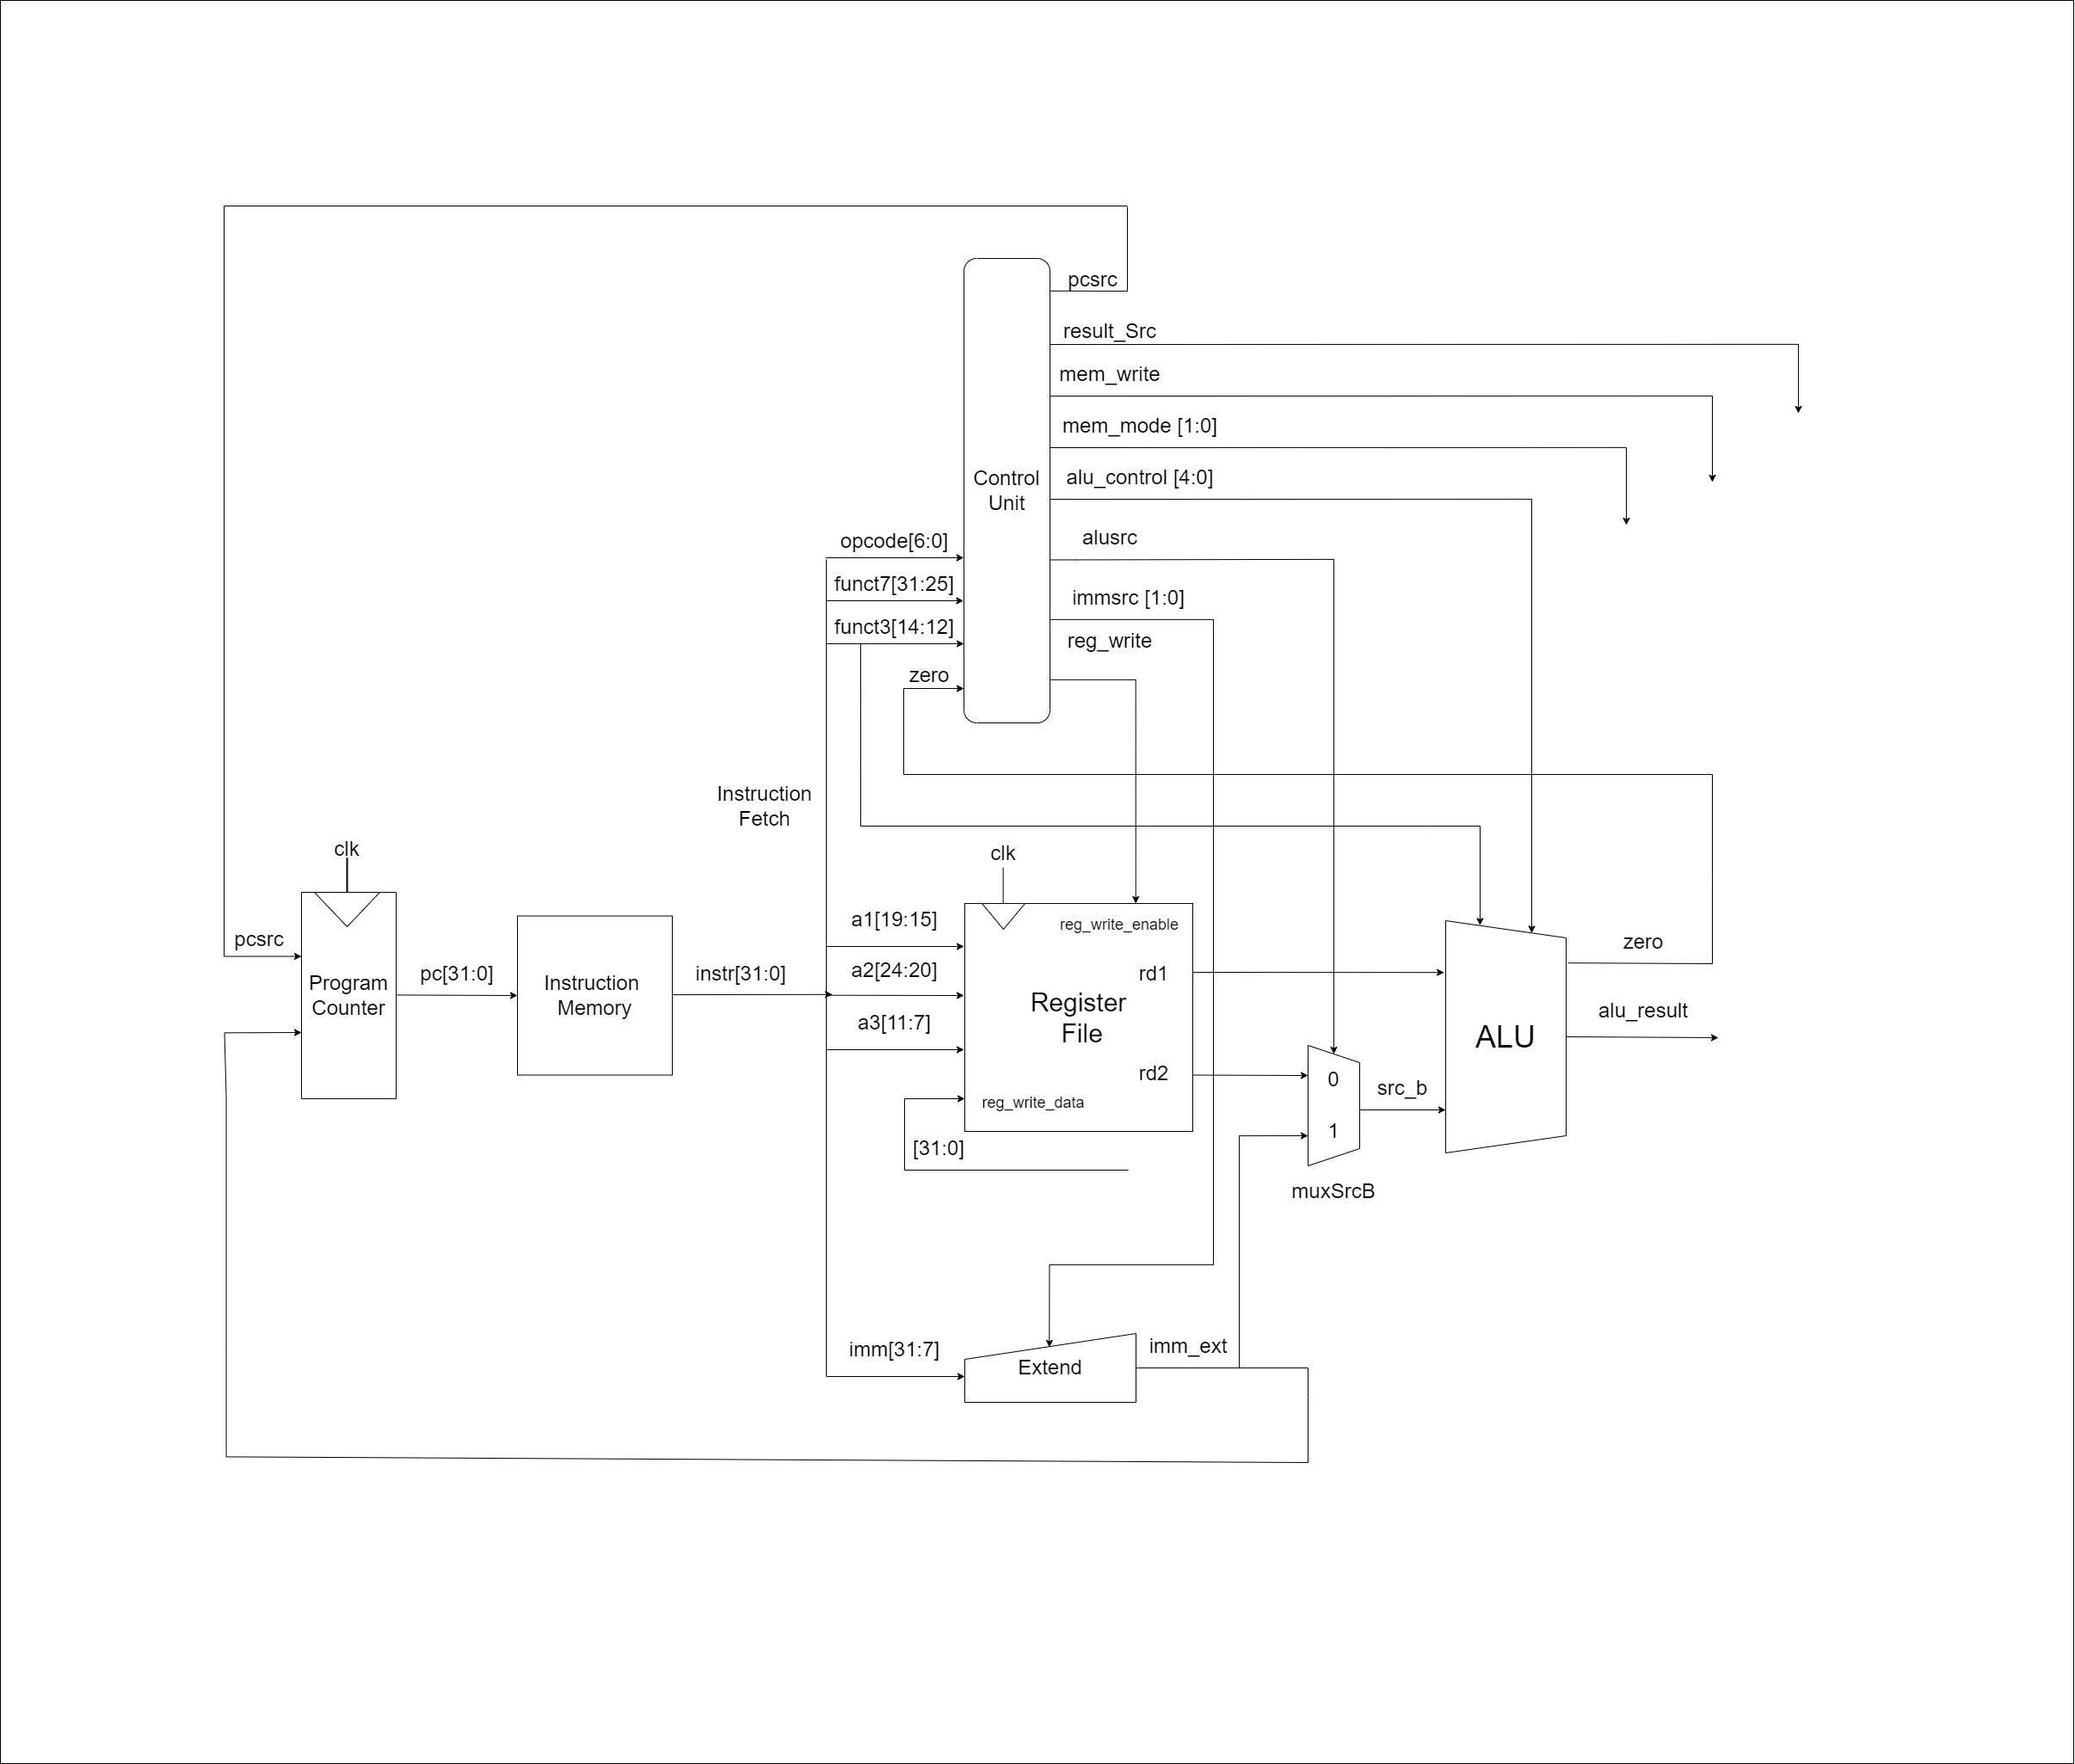 pcsrc
result_Src
mem_write
mem_mode [1:0]
alu_control [4:0]
Control
Unit
alusrc
opcode[6:0]
funct7[31:25]
immsrc [1:0]
funct3[14:12]
reg_write
zero
Instruction
Fetch
clk
clk
a1[19:15]
reg_write_enable
pcsrc
zero
pc[31:0]
instr[31:0]
a2[24:20]
rd1
Program
Counter
Instruction
Memory
Register
File
a3[11:7]
alu_result
ALU
rd2
0
src_b
reg_write_data
1
[31:0]
muxSrcB
imm[31:7]
imm_ext
Extend